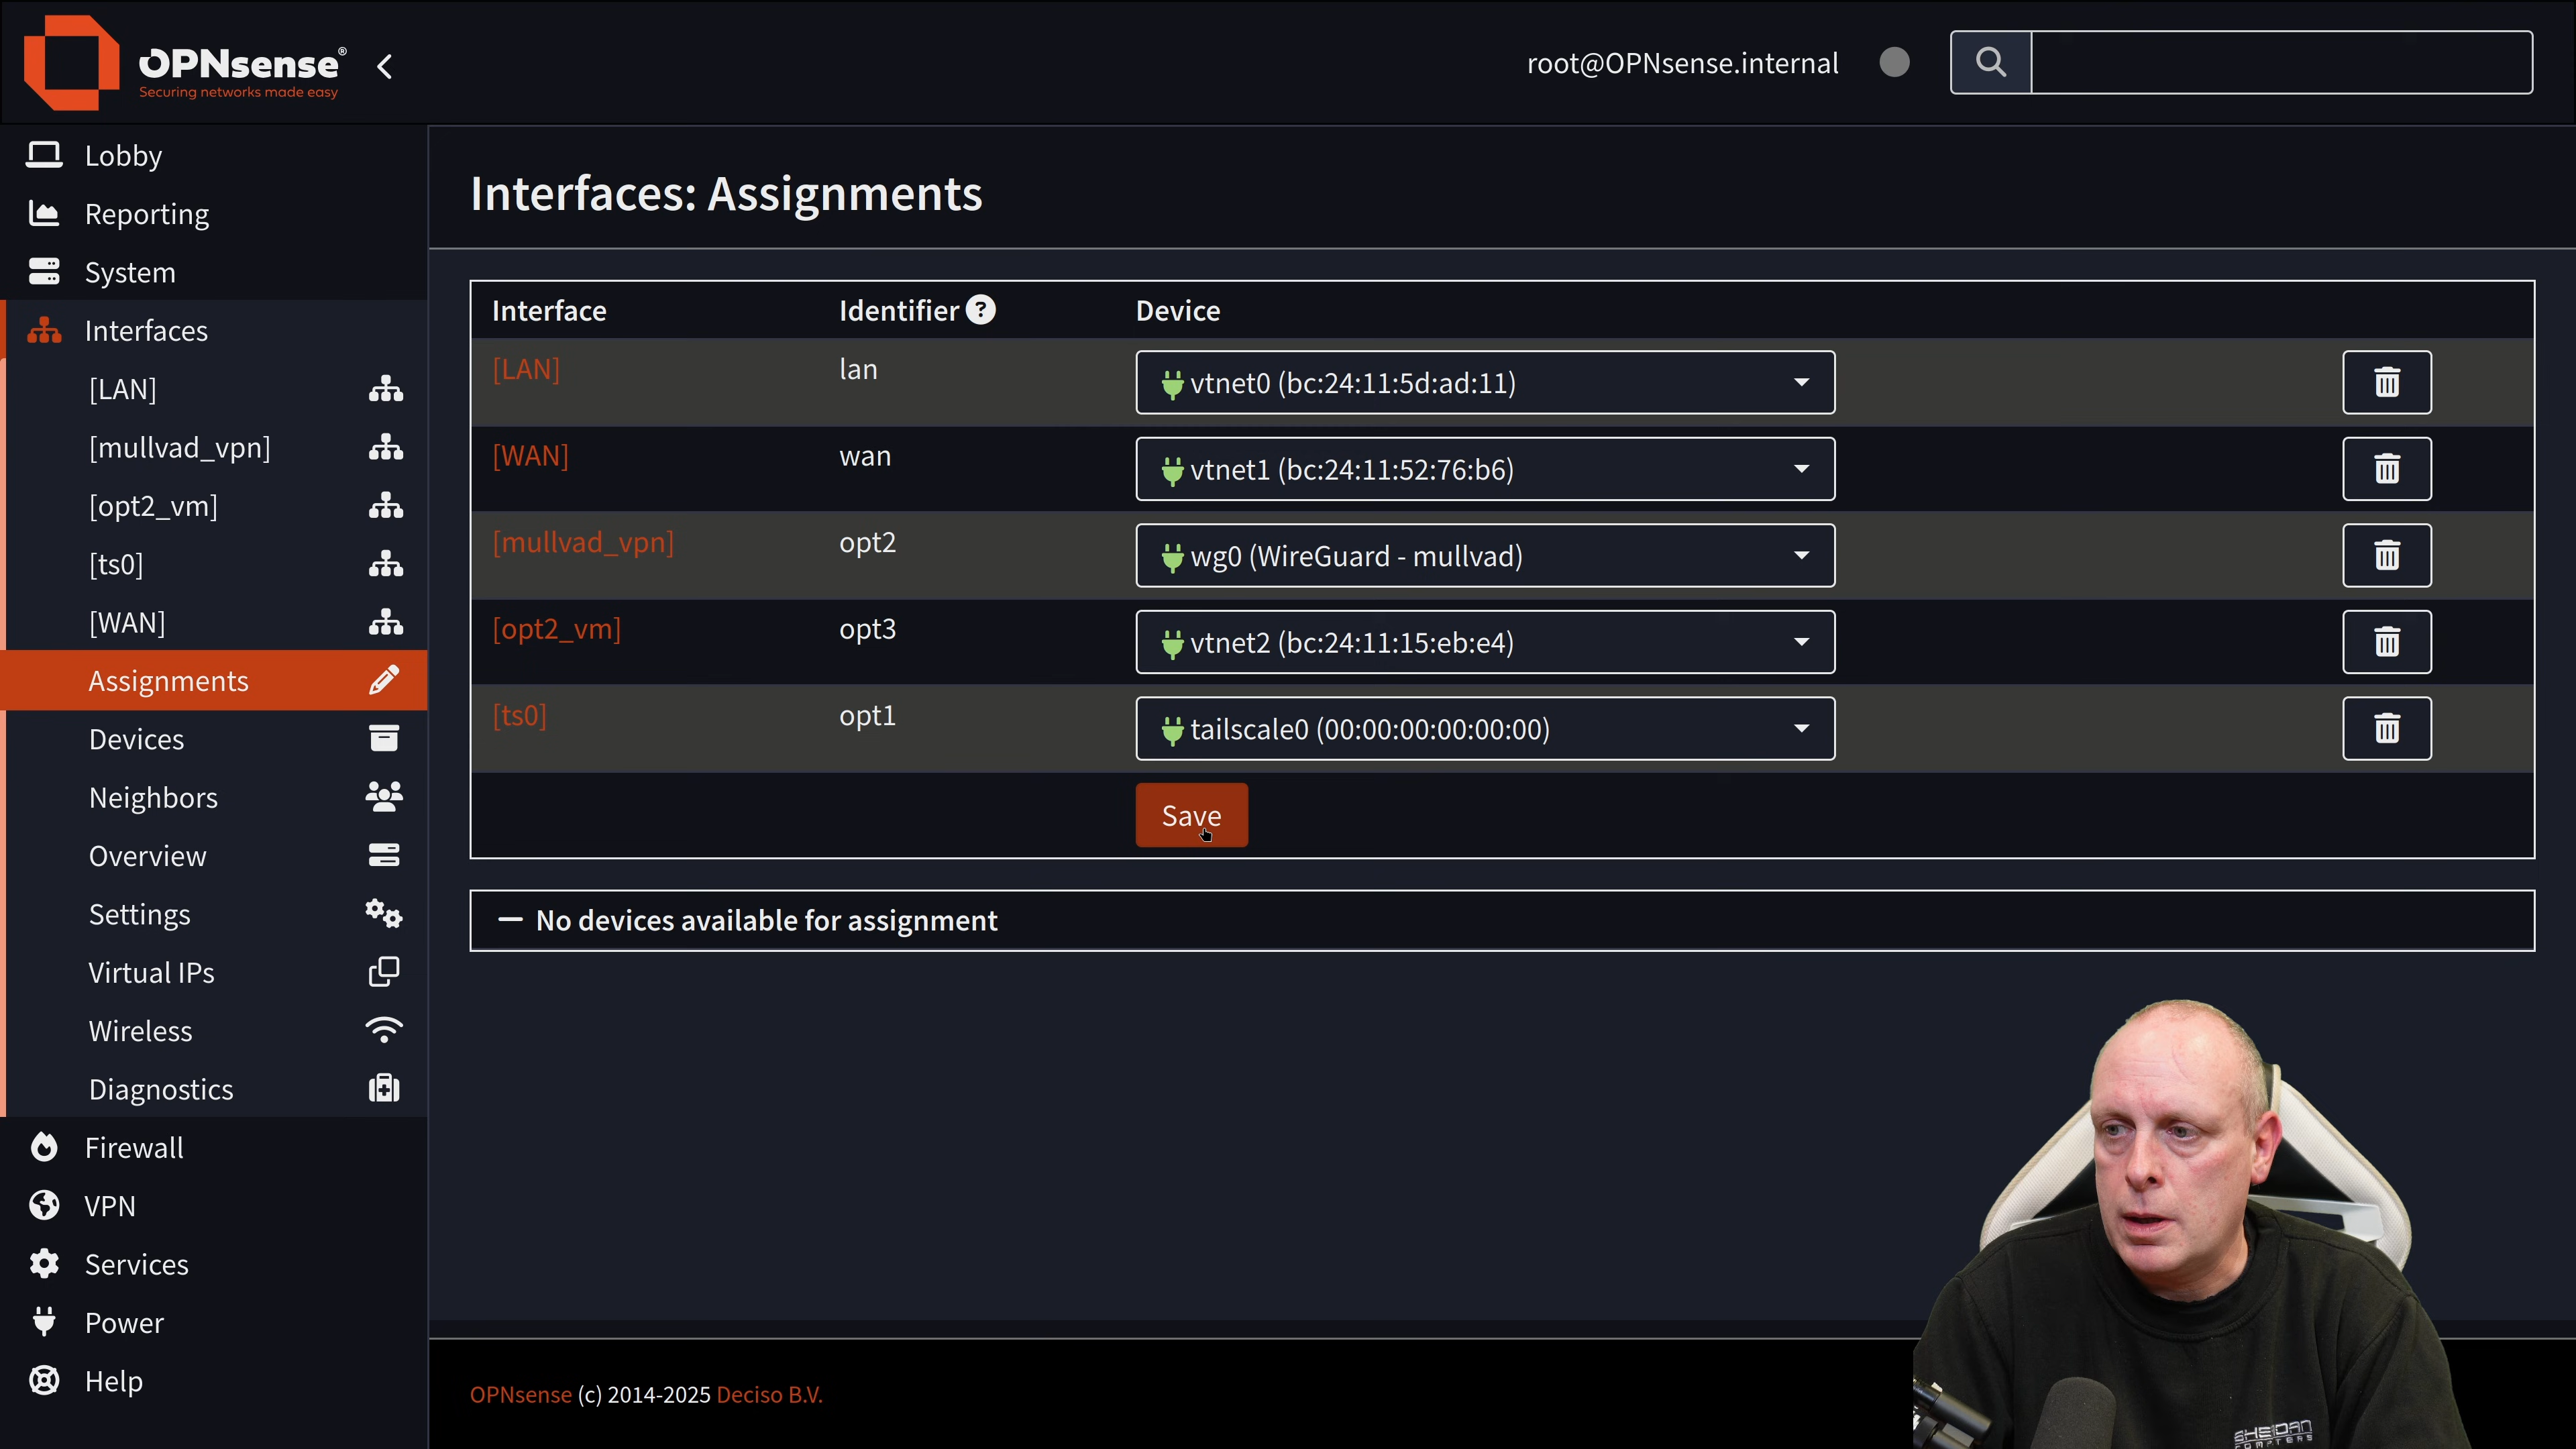 OPNsense®
Securing networks made easy
root@OPNsense.internal
Lobby
Reporting
System
Interfaces
[LAN]
[mullvad_vpn]
[opt2_vm]
[ts0]
[WAN]
Assignments
Devices
Neighbors
Overview
Settings
Virtual IPs
Wireless
Diagnostics
Firewall
VPN
Services
Power
Help
Interfaces: Assignments
Interface Identifier ? Device
[LAN] lan vtnet0 (bc:24:11:5d:ad:11)
[WAN] wan vtnet1 (bc:24:11:52:76:b6)
[mullvad_vpn] opt2 wg0 (WireGuard - mullvad)
[opt2_vm] opt3 vtnet2 (bc:24:11:15:eb:e4)
[ts0] opt1 tailscale0 (00:00:00:00:00:00)
Save
No devices available for assignment
OPNsense (c) 2014-2025 Deciso B.V.
SHERIDAN
COMPUTERS